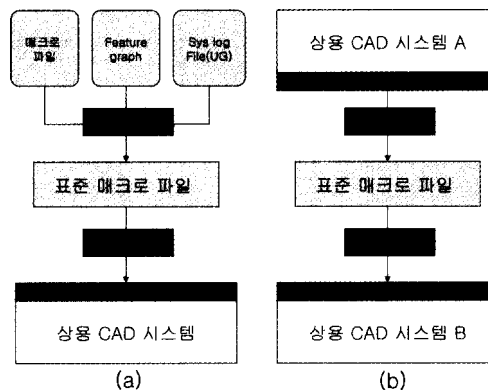 매크로
파일
Feature
graph
Sys log
File(UG)
표준 매크로 파일
상용 CAD 시스템
(a)
상용 CAD 시스템 A
표준 매크로 파일
상용 CAD 시스템 B
(b)